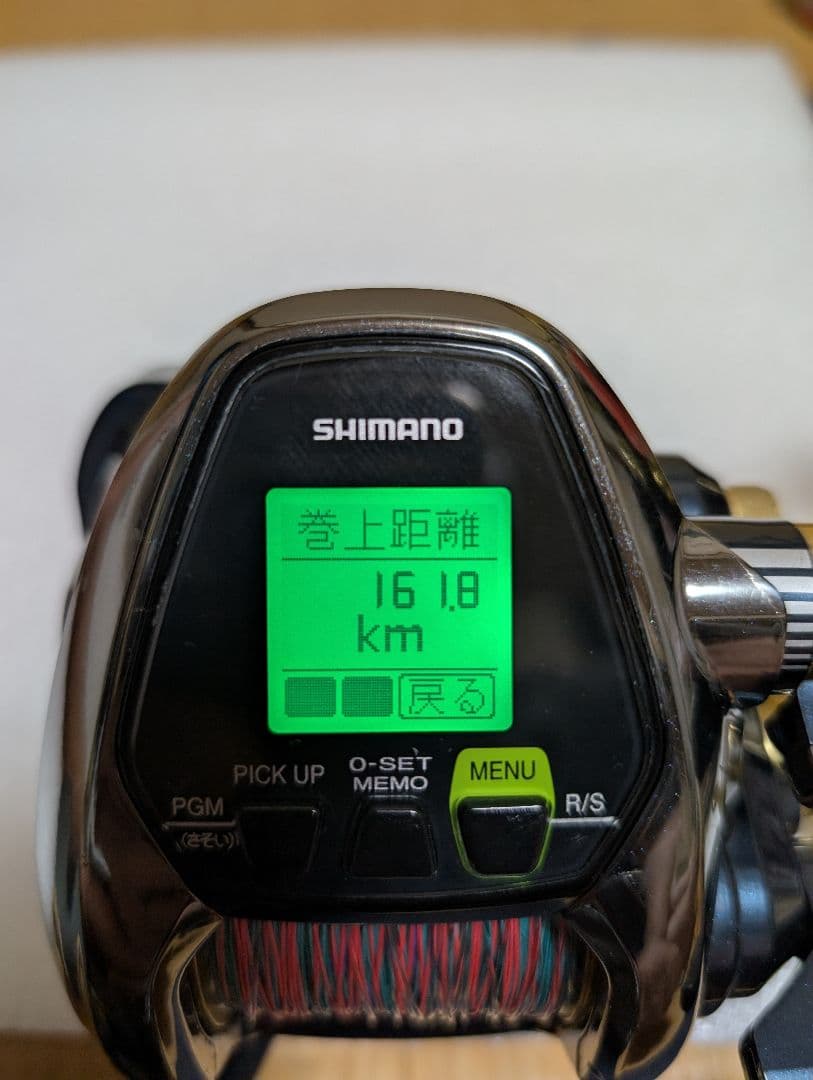 SHIMANO
巻上距離
161.8
km
戻る
PICK UP
O-SET
MEMO
MENU
PGM
(さそい)
R/S